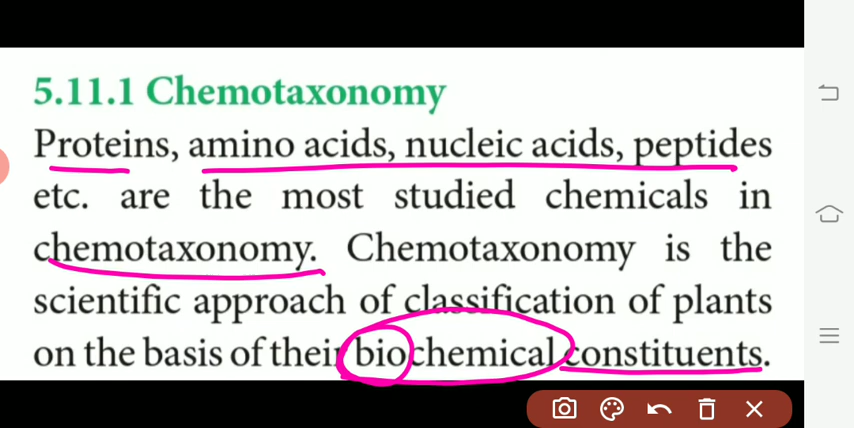 5.11.1 Chemotaxonomy
Proteins, amino acids, nucleic acids, peptides
etc. are the most studied chemicals in
chemotaxonomy. Chemotaxonomy is the
scientific approach of classification of plants
on the basis of their biochemical constituents.